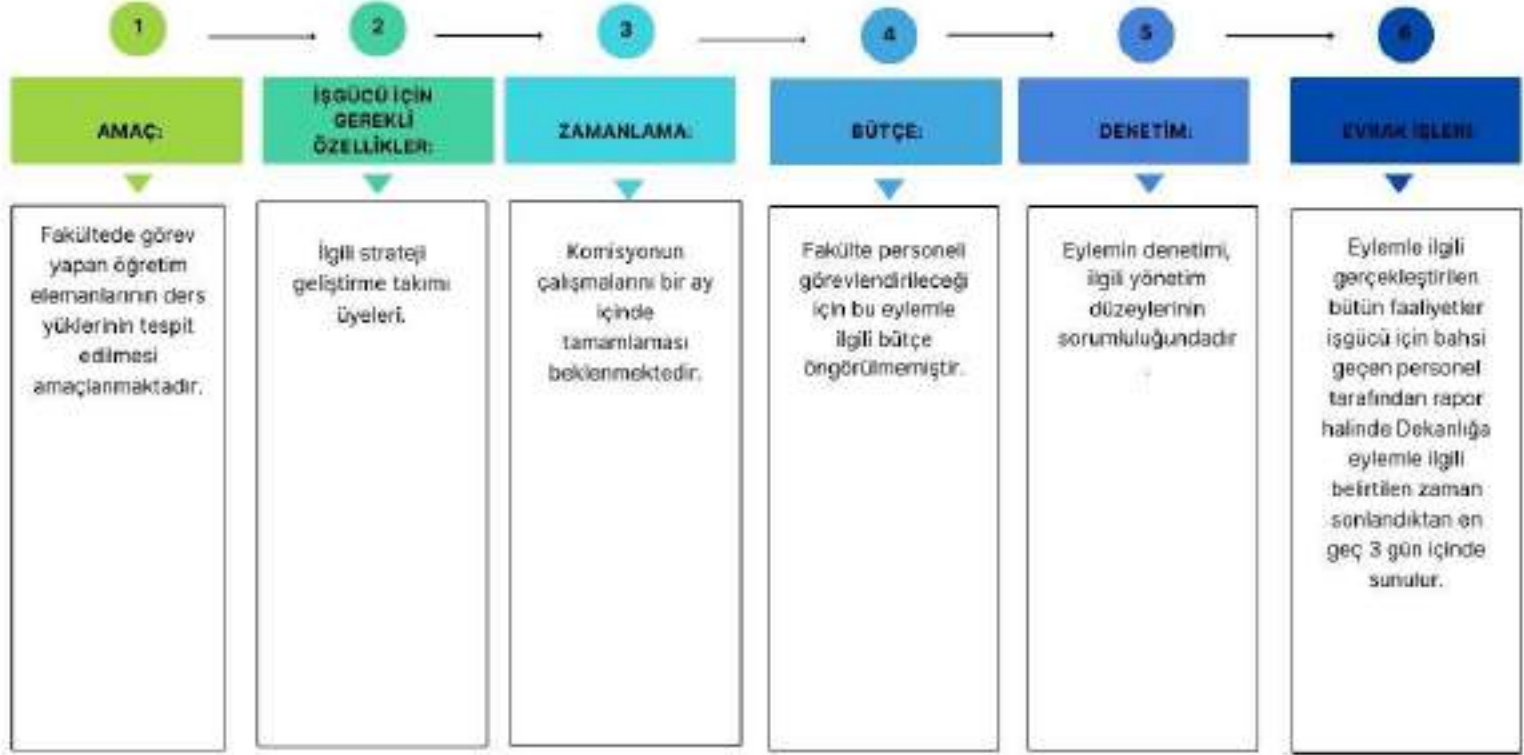 1
2
3
4
5
6
AMAÇ:
İŞGÜCÜ İÇİN
GEREKLİ
ÖZELLİKLER:
ZAMANLAMA:
BÜTÇE:
DENETİM:
EVRAK İŞLERİ:
Fakültede görev
yapan öğretim
elemanlarının ders
yüklerinin tespit
edilmesi
amaçlanmaktadır.
İlgili strateji
geliştirme takımı
üyeleri.
Komisyonun
çalışmalarını bir ay
içinde
tamamlaması
beklenmektedir.
Fakülte personeli
görevlendirileceği
için bu eylemle
ilgili bütçe
öngörülmemiştir.
Eylemin denetimi,
ilgili yönetim
düzeylerinin
sorumluluğundadır
.
Eylemle ilgili
gerçekleştirilen
bütün faaliyetler
işgücü için bahsi
geçen personel
tarafından rapor
halinde Dekanlığa
eylemle ilgili
belirtilen zaman
sonlandıktan en
geç 3 gün içinde
sunulur.